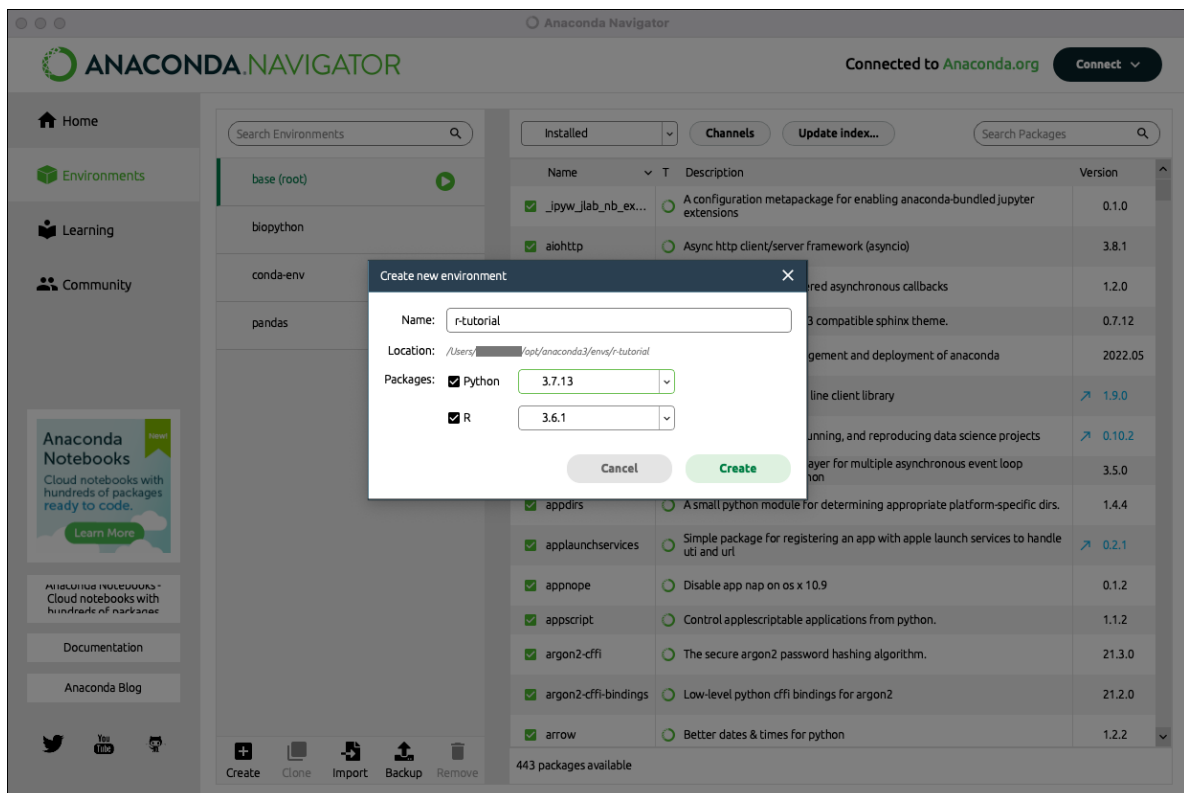 Anaconda Navigator
ANACONDA.NAVIGATOR
Connected to Anaconda.org
Connect
Home
Environments
Learning
Community
Anaconda
Notebooks
New!
Cloud notebooks with
hundreds of packages
ready to code.
Learn More
Anaconda Notebooks -
Cloud notebooks with
hundreds of packages
Documentation
Anaconda Blog
You
Tube
Search Environments
base (root)
biopython
conda-env
pandas
Create
Clone
Import
Backup
Remove
Installed
Channels
Update index...
Search Packages
Name T Description Version
_ipyw_jlab_nb_ex... A configuration metapackage for enabling anaconda-bundled jupyter
extensions 0.1.0
aiohttp Async http client/server framework (asyncio) 3.8.1
red asynchronous callbacks 1.2.0
3 compatible sphinx theme. 0.7.12
gement and deployment of anaconda 2022.05
line client library 1.9.0
unning, and reproducing data science projects 0.10.2
ayer for multiple asynchronous event loop
on 3.5.0
appdirs A small python module for determining appropriate platform-specific dirs. 1.4.4
applaunchservices Simple package for registering an app with apple launch services to handle
uti and url 0.2.1
appnope Disable app nap on os x 10.9 0.1.2
appscript Control applescriptable applications from python. 1.1.2
argon2-cffi The secure argon2 password hashing algorithm. 21.3.0
argon2-cffi-bindings Low-level python cffi bindings for argon2 21.2.0
arrow Better dates & times for python 1.2.2
443 packages available
Create new environment
Name: r-tutorial
Location: /Users/ /opt/anaconda3/envs/r-tutorial
Packages: Python 3.7.13
R 3.6.1
Cancel
Create